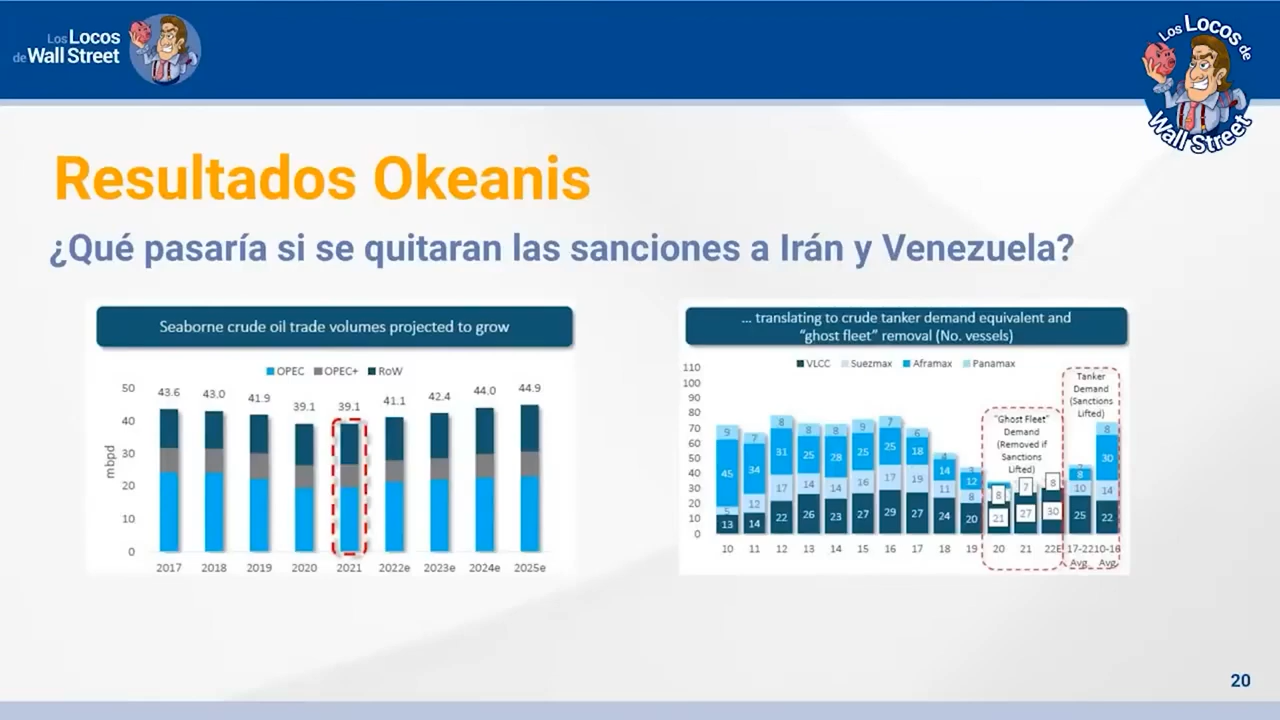 Los Locos
de Wall Street
Los Locos de
Wall Street
Resultados Okeanis
¿Qué pasaría si se quitaran las sanciones a Irán y Venezuela?
Seaborne crude oil trade volumes projected to grow
OPEC OPEC+ RoW
50
40
30
20
10
0
mbpd
43.6 43.0 41.9 39.1 39.1 41.1 42.4 44.0 44.9
2017 2018 2019 2020 2021 2022e 2023e 2024e 2025e
... translating to crude tanker demand equivalent and
“ghost fleet” removal (No. vessels)
VLCC Suezmax Aframax Panamax
110
100
90
80
70
60
50
40
30
20
10
0
9 7 8 8 8 9 7 6
45 34 31 25 28 25 25 18 14 12
5 12 17 14 14 16 17 19 11 8
13 14 22 26 23 27 29 27 24 20
"Ghost Fleet"
Demand
(Removed if
Sanctions
Lifted)
8 7 8
21 27 30
Tanker
Demand
(Sanctions
Lifted)
8
8 30
10 14
25 22
10 11 12 13 14 15 16 17 18 19 20 21 22E 17-22 10-16
Avg. Avg.
20